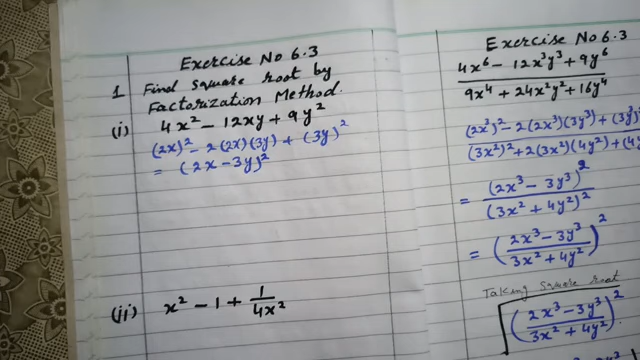 Exercise No 6.3
1 Find square root by
Factorization Method.
(i) 4x² - 12xy + 9y²
(2x)² - 2(2x)(3y) + (3y)²
= (2x - 3y)²
(ii) x² - 1 + 1/4x²
Exercise No 6.3
4x⁶ - 12x³y³ + 9y⁶
9x⁴ + 24x²y² + 16y⁴
(2x³)² - 2(2x³)(3y³) + (3y³)
(3x²)² + 2(3x²)(4y²) + (4y
= (2x³ - 3y³)²
(3x² + 4y²)²
= (2x³ - 3y³ / 3x² + 4y²)²
Taking square root
√(2x³ - 3y³ / 3x² + 4y²)²